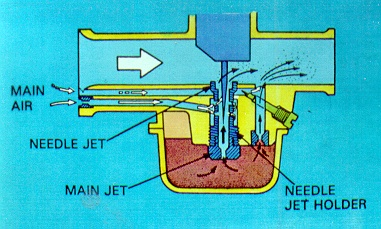 MAIN
AIR
NEEDLE JET
MAIN JET
NEEDLE
JET HOLDER